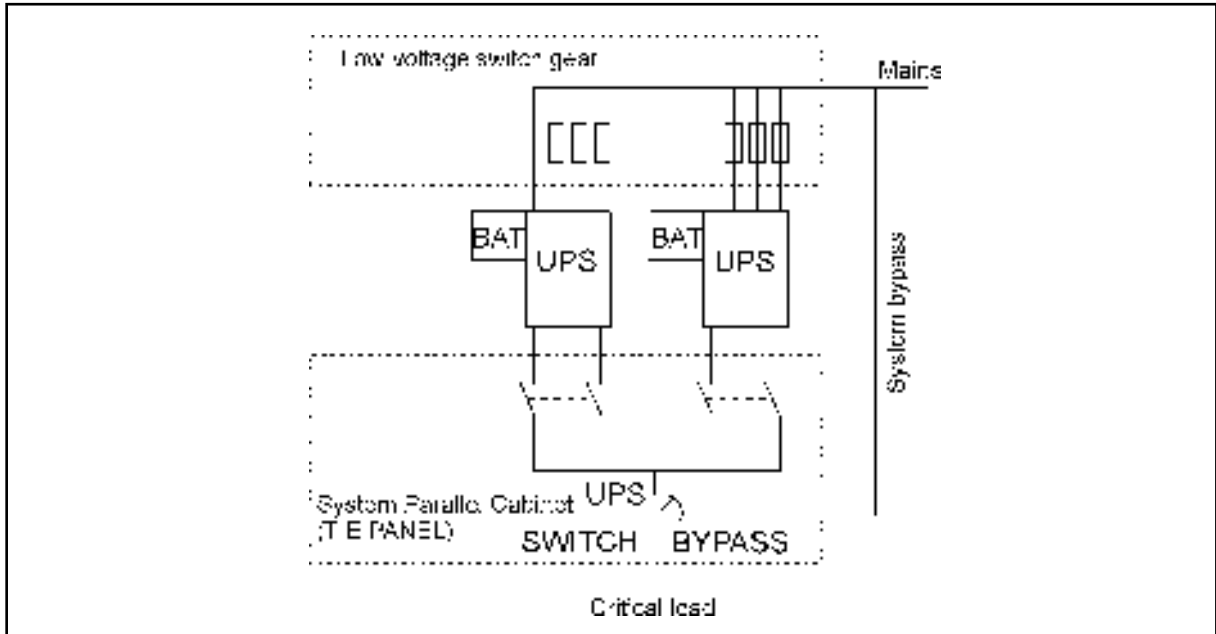 Low voltage switch gear
Mains
BAT
UPS
BAT
UPS
System bypass
UPS
System Parallel Cabinet
(TIE PANEL)
SWITCH BYPASS
Critical load